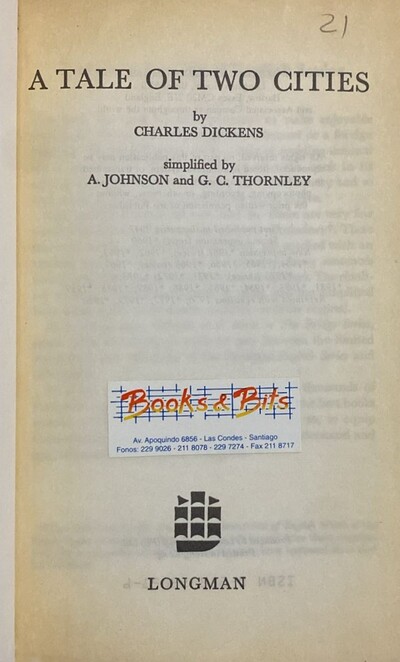 21
A TALE OF TWO CITIES
by
CHARLES DICKENS
simplified by
A. JOHNSON and G. C. THORNLEY
Books & Bits
Av. Apoquindo 6856 - Las Condes - Santiago
Fonos: 229 9026 - 211 8078 - 229 7274 - Fax 211 8717
LONGMAN